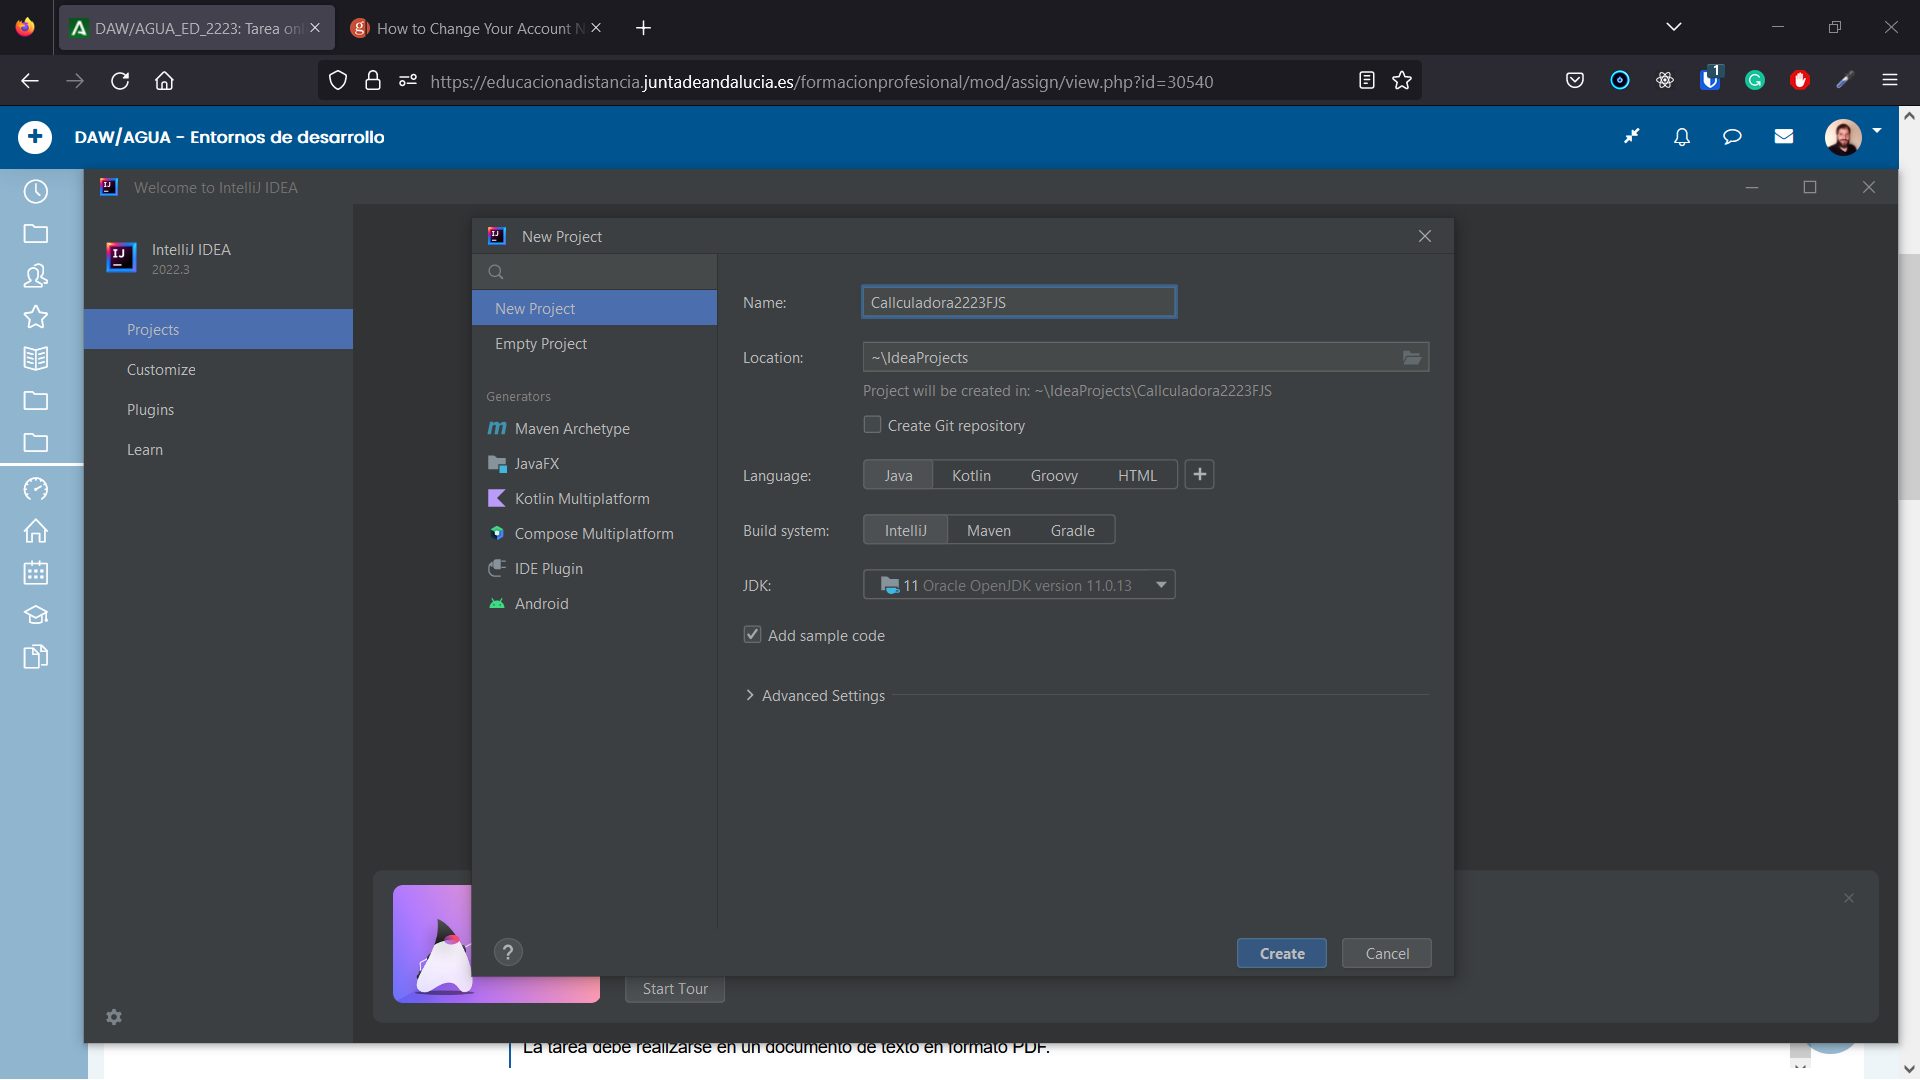 DAW/AGUA_ED_2223: Tarea onl
How to Change Your Account N
https://educacionadistancia.juntadeandalucia.es/formacionprofesional/mod/assign/view.php?id=30540
1
DAW/AGUA - Entornos de desarrollo
Welcome to IntelliJ IDEA
IntelliJ IDEA
2022.3
Projects
Customize
Plugins
Learn
New Project
New Project
Empty Project
Generators
Maven Archetype
JavaFX
Kotlin Multiplatform
Compose Multiplatform
IDE Plugin
Android
Name:
Callculadora2223FJS
Location:
~\IdeaProjects
Project will be created in: ~\IdeaProjects\Callculadora2223FJS
Create Git repository
Language:
Java Kotlin Groovy HTML +
Build system:
IntelliJ Maven Gradle
JDK:
11 Oracle OpenJDK version 11.0.13
Add sample code
Advanced Settings
? Create Cancel
Start Tour
La tarea debe realizarse en un documento de texto en formato PDF.